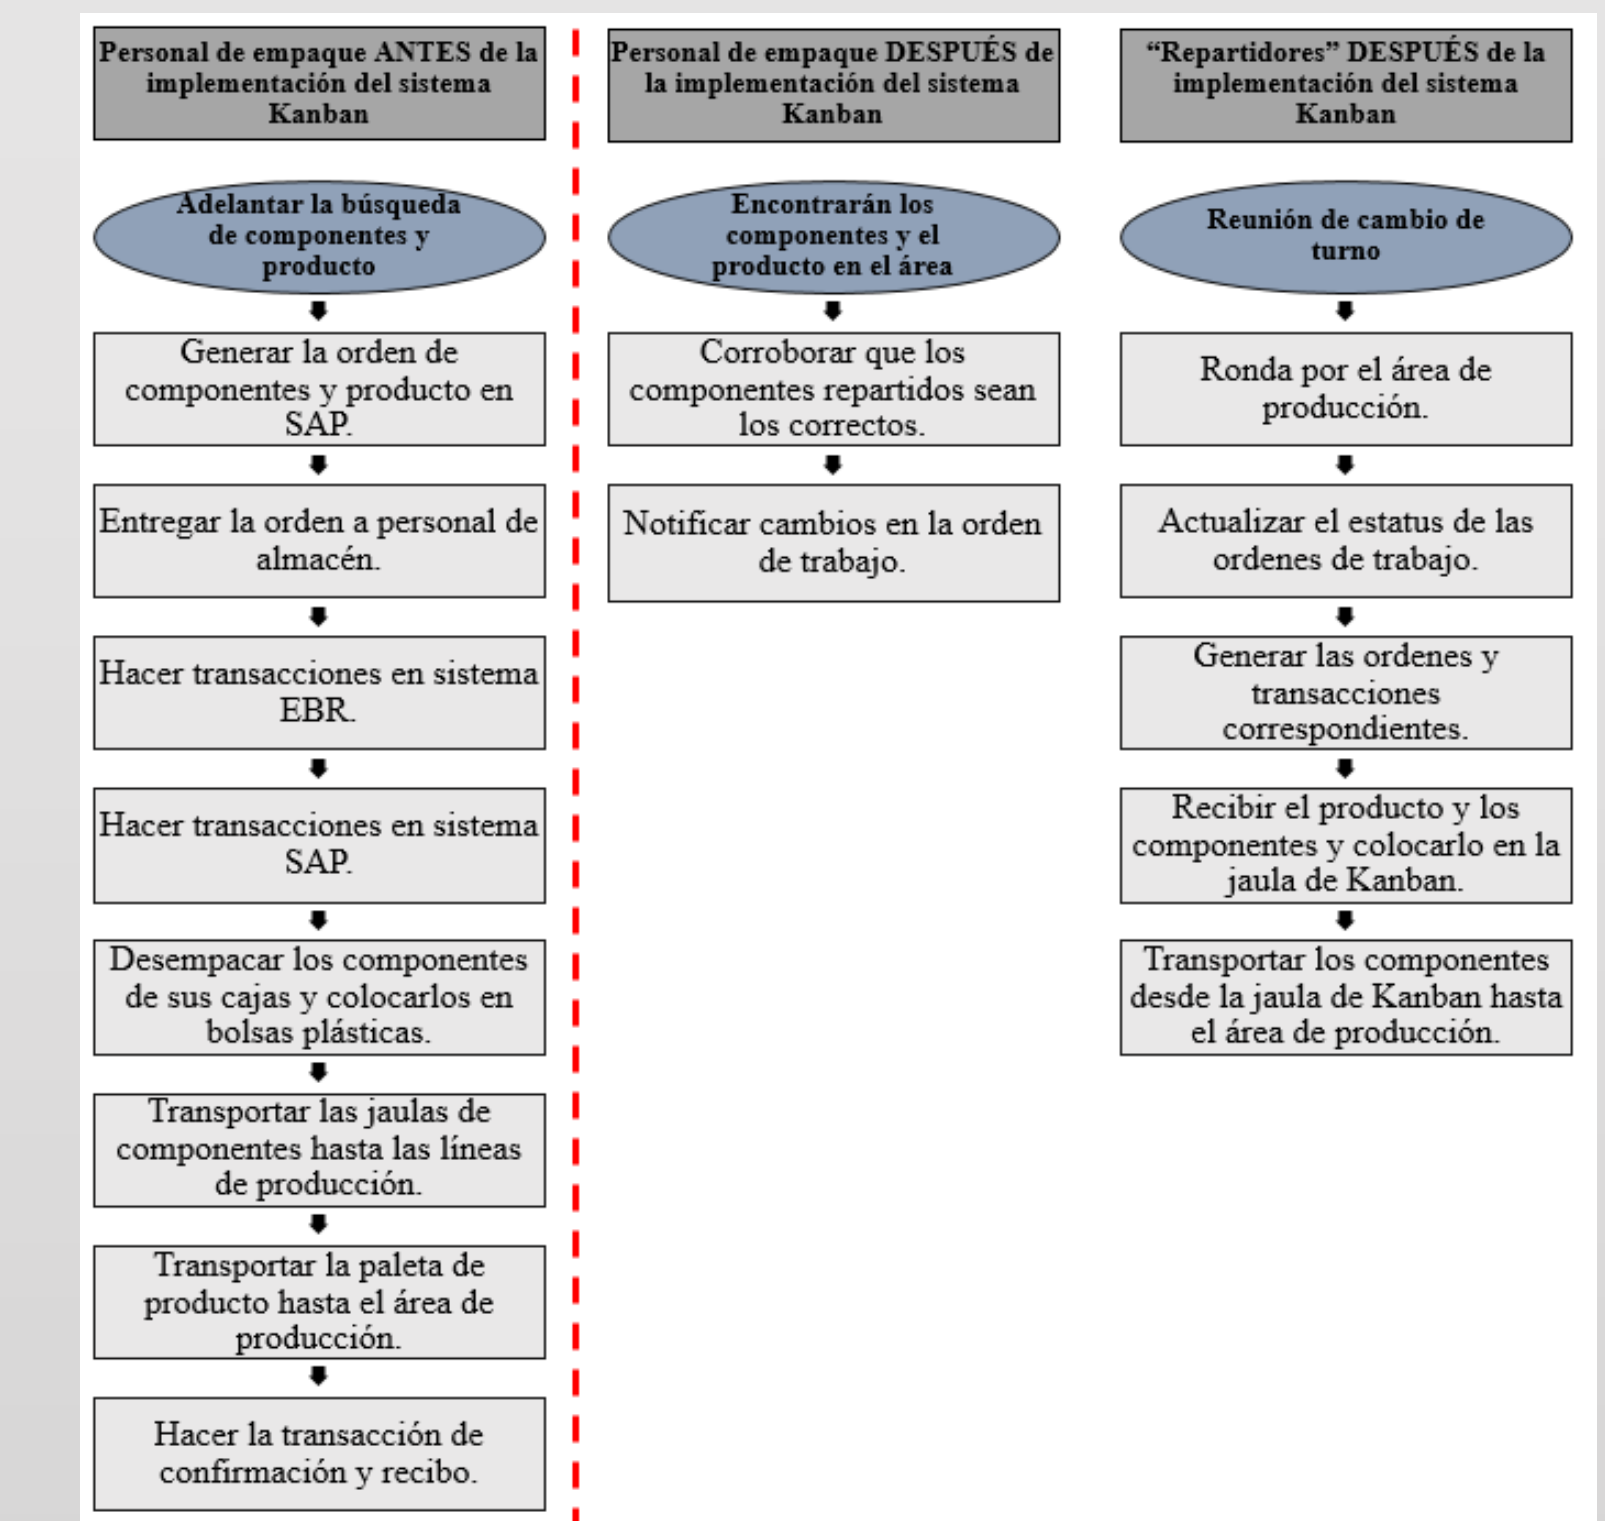 Personal de empaque ANTES de la
implementación del sistema
Kanban
Adelantar la búsqueda
de componentes y
producto
Generar la orden de
componentes y producto en
SAP.
Entregar la orden a personal de
almacén.
Hacer transacciones en sistema
EBR.
Hacer transacciones en sistema
SAP.
Desempacar los componentes
de sus cajas y colocarlos en
bolsas plásticas.
Transportar las jaulas de
componentes hasta las líneas
de producción.
Transportar la paleta de
producto hasta el área de
producción.
Hacer la transacción de
confirmación y recibo.
Personal de empaque DESPUÉS de
la implementación del sistema
Kanban
Encontrarán los
componentes y el
producto en el área
Corroborar que los
componentes repartidos sean
los correctos.
Notificar cambios en la orden
de trabajo.
“Repartidores” DESPUÉS de la
implementación del sistema
Kanban
Reunión de cambio de
turno
Ronda por el área de
producción.
Actualizar el estatus de las
ordenes de trabajo.
Generar las ordenes y
transacciones
correspondientes.
Recibir el producto y los
componentes y colocarlo en la
jaula de Kanban.
Transportar los componentes
desde la jaula de Kanban hasta
el área de producción.